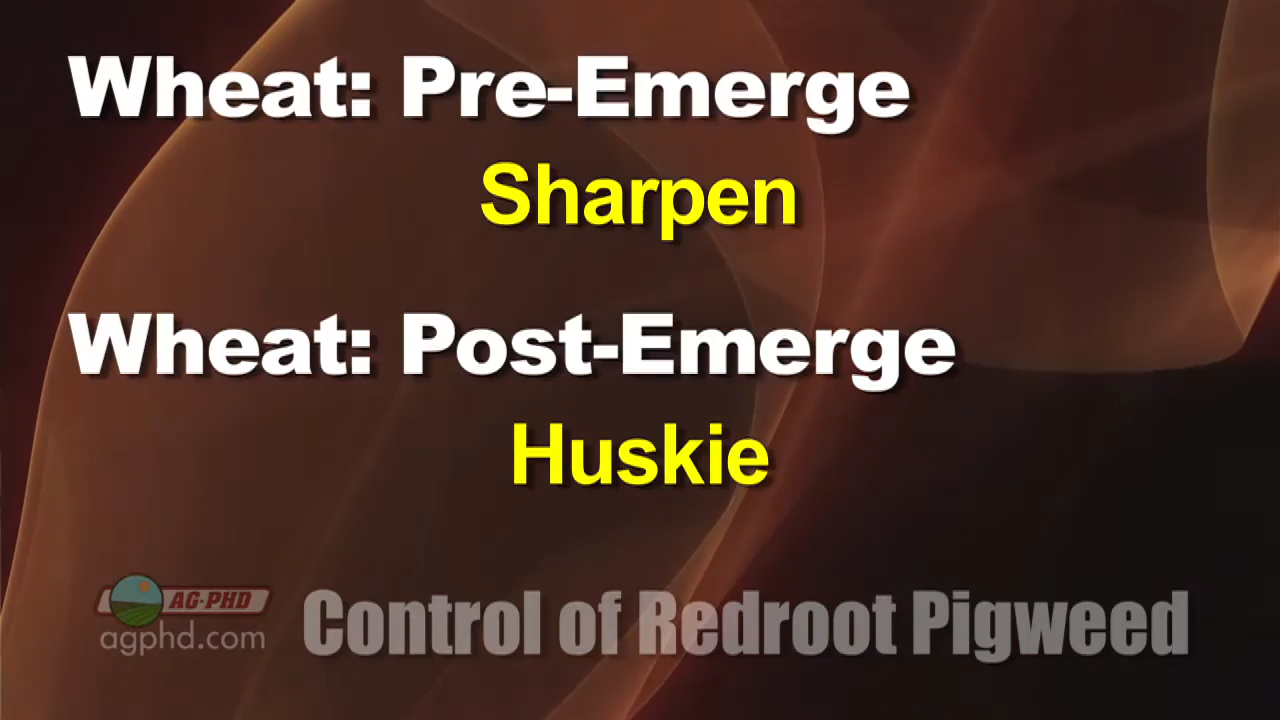 Wheat: Pre-Emerge
Sharpen
Wheat: Post-Emerge
Huskie
AG-PHD
agphd.com
Control of Redroot Pigweed